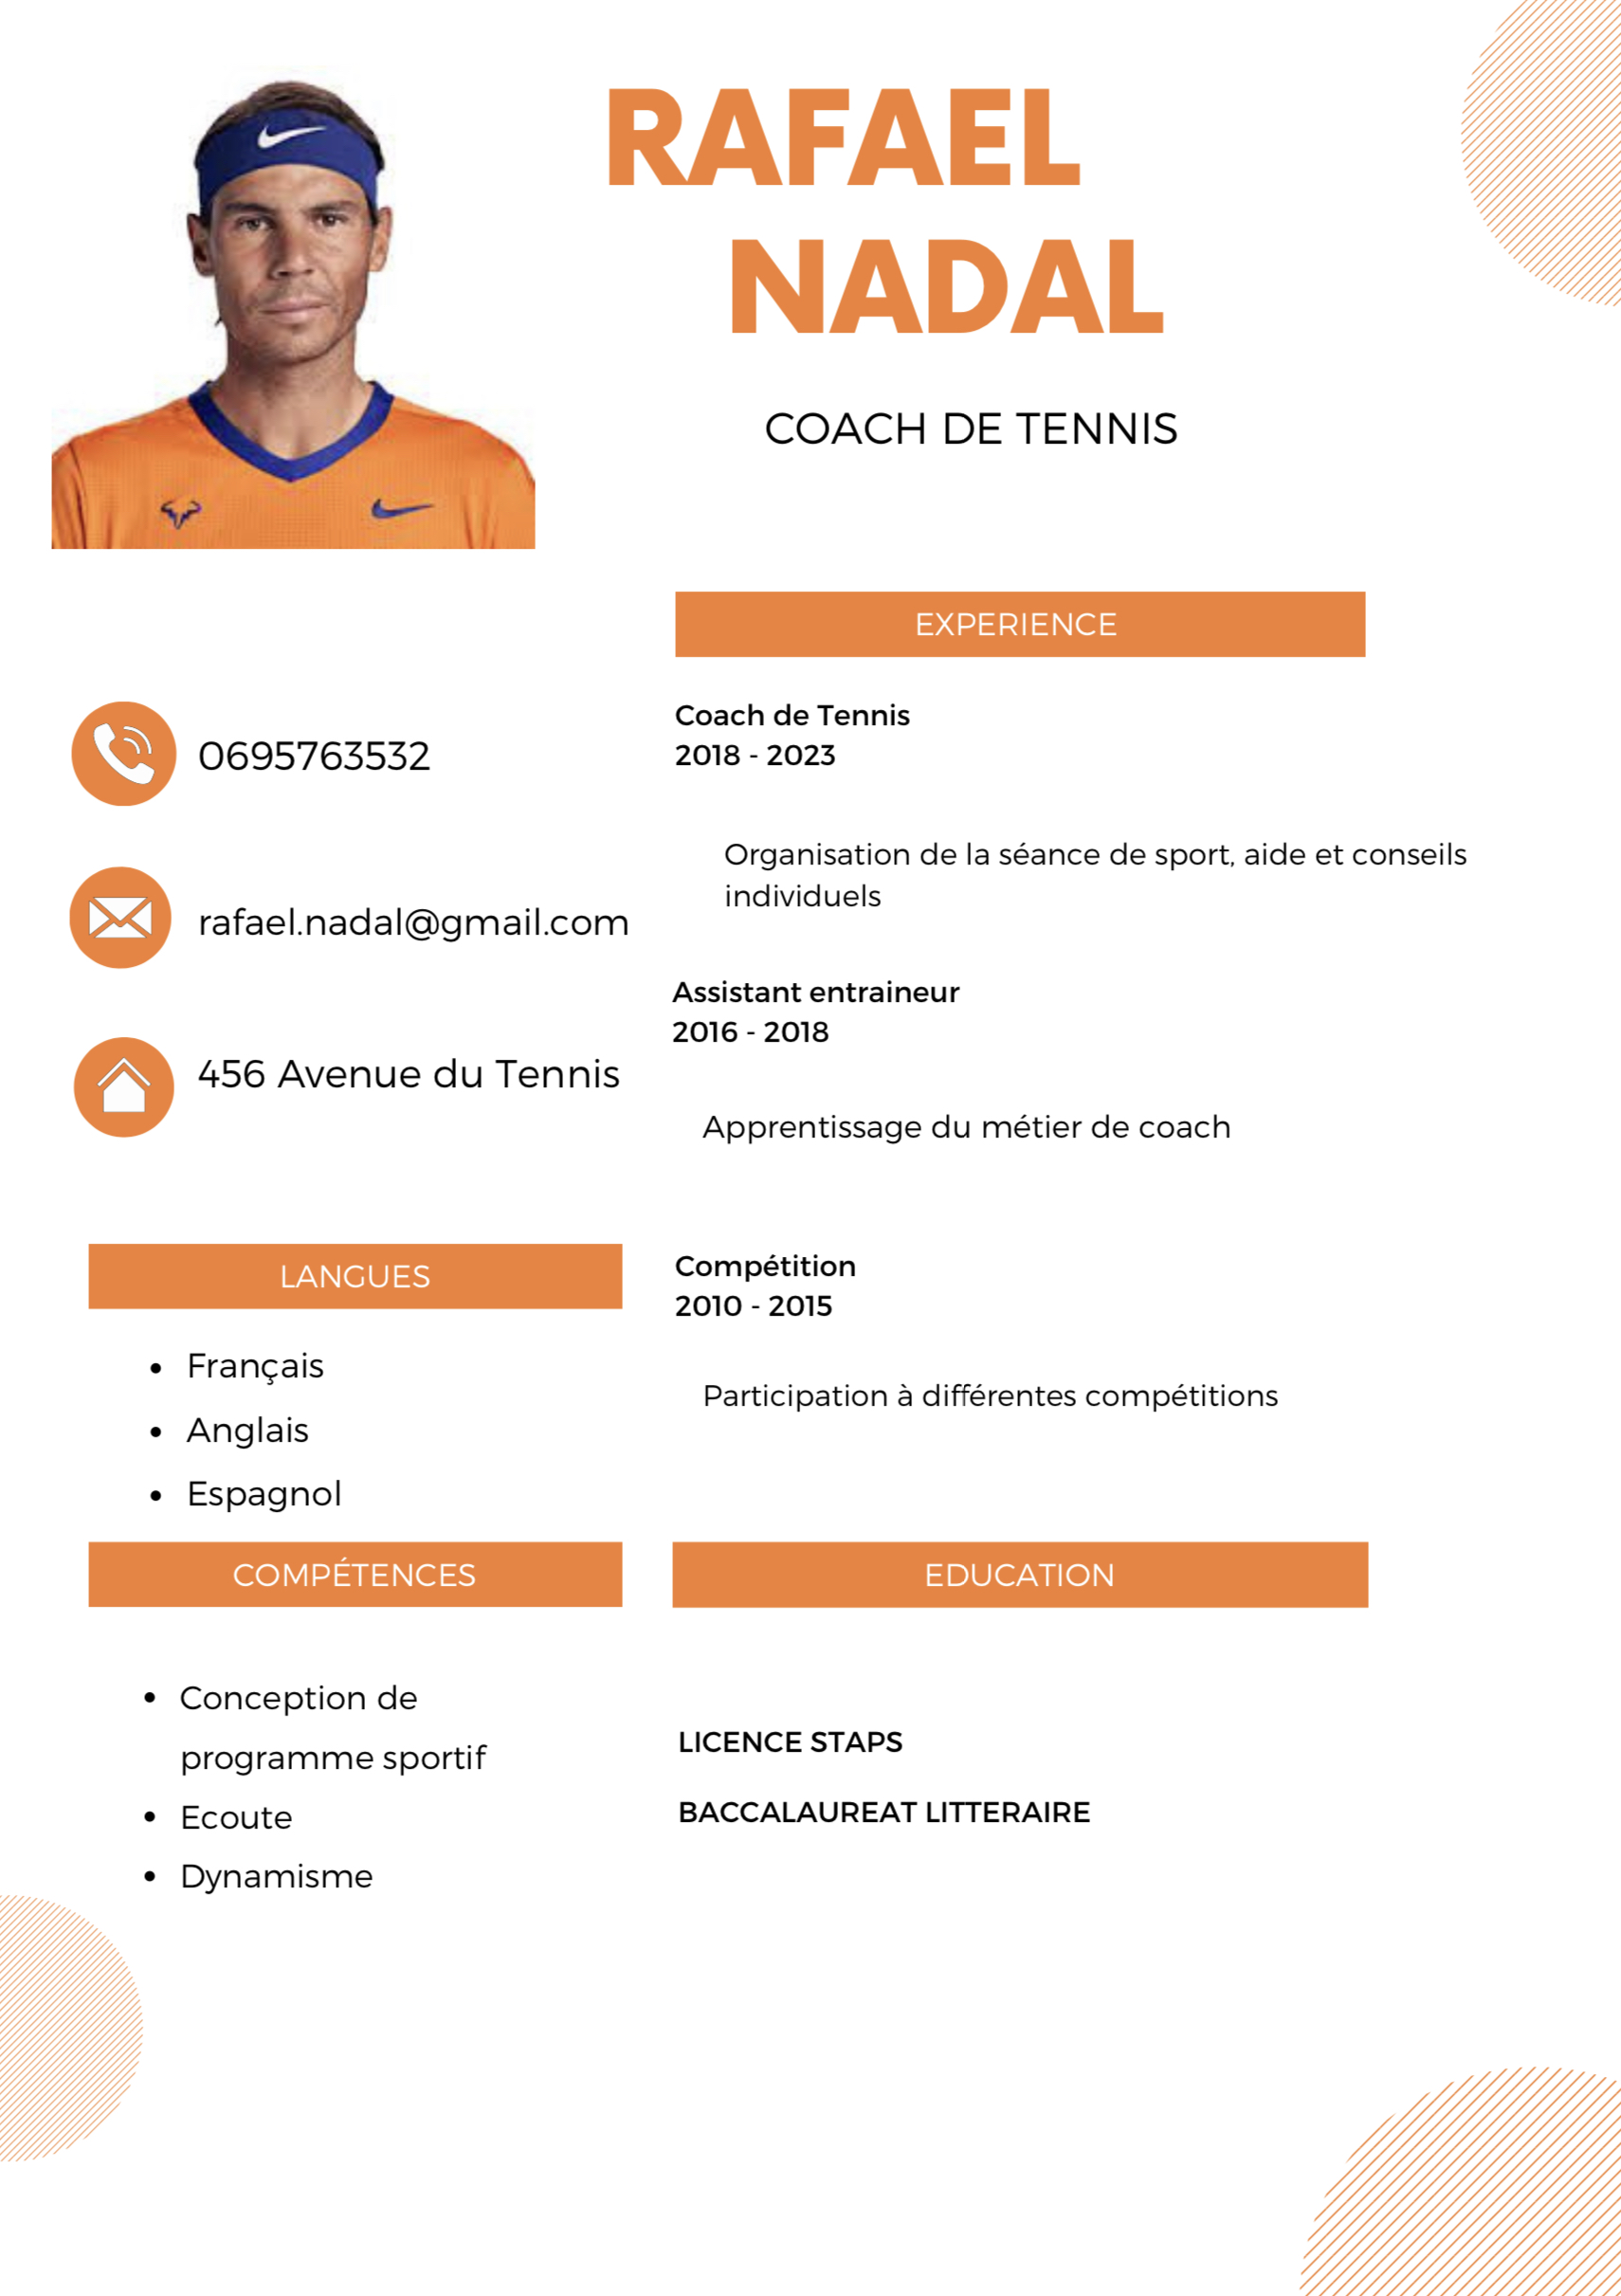 RAFAEL
NADAL
COACH DE TENNIS
0695763532
rafael.nadal@gmail.com
456 Avenue du Tennis
LANGUES
Français
Anglais
Espagnol
COMPÉTENCES
Conception de
programme sportif
Ecoute
Dynamisme
EXPERIENCE
Coach de Tennis
2018 - 2023
Organisation de la séance de sport, aide et conseils
individuels
Assistant entraineur
2016 - 2018
Apprentissage du métier de coach
Compétition
2010 - 2015
Participation à différentes compétitions
EDUCATION
LICENCE STAPS
BACCALAUREAT LITTERAIRE